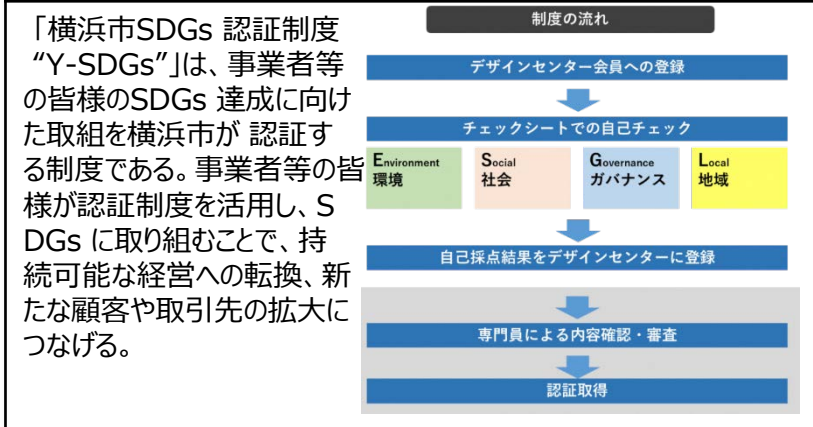 「横浜市SDGs 認証制度
“Y-SDGs”」は、事業者等
の皆様のSDGs 達成に向け
た取組を横浜市が 認証す
る制度である。事業者等の皆
様が認証制度を活用し、S
DGs に取り組むことで、持
続可能な経営への転換、新
たな顧客や取引先の拡大に
つなげる。
制度の流れ
デザインセンター会員への登録
チェックシートでの自己チェック
Environment
環境
Social
社会
Governance
ガバナンス
Local
地域
自己採点結果をデザインセンターに登録
専門員による内容確認・審査
認証取得